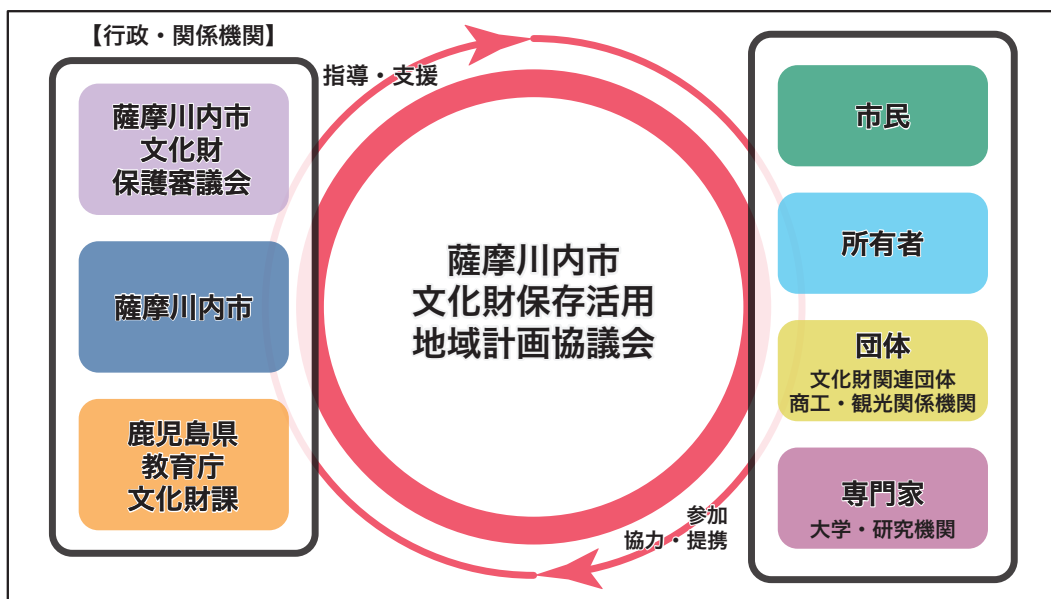 【行政・関係機関】
薩摩川内市
文化財
保護審議会
薩摩川内市
鹿児島県
教育庁
文化財課
指導・支援
薩摩川内市
文化財保存活用
地域計画協議会
参加
協力・提携
市民
所有者
団体
文化財関連団体
商工・観光関係機関
専門家
大学・研究機関